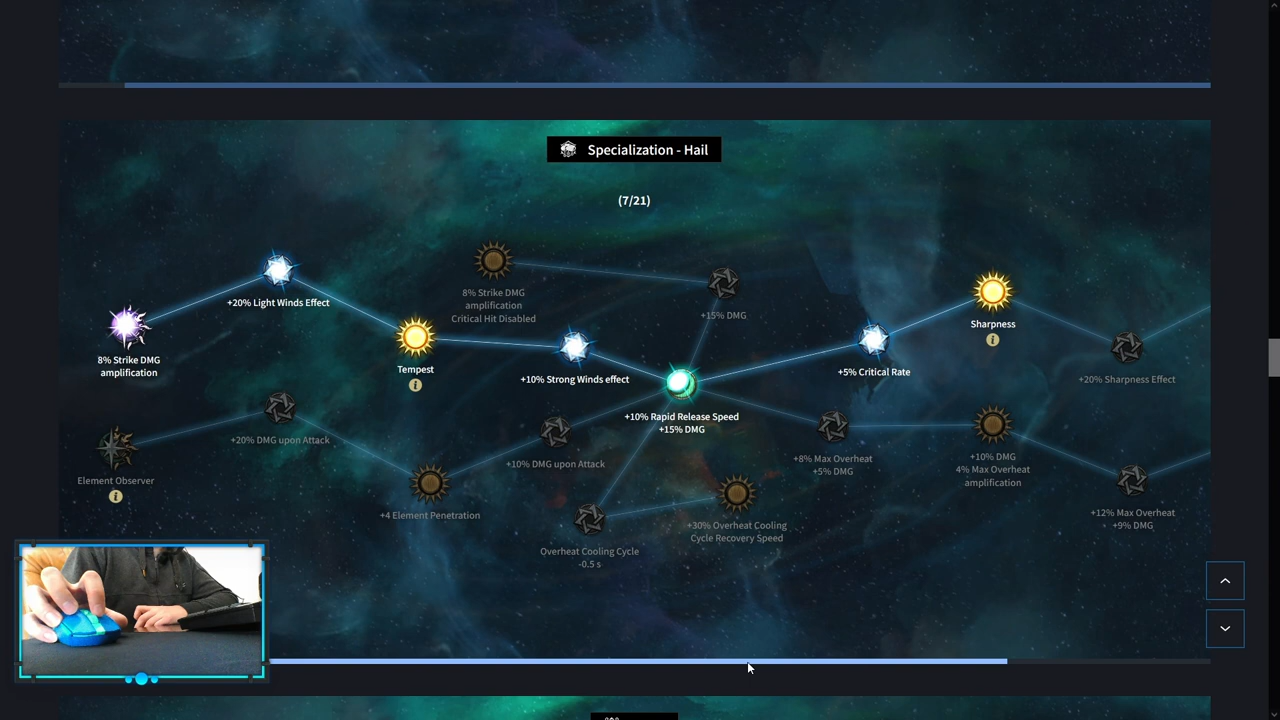 Specialization - Hail
(7/21)
+20% Light Winds Effect
8% Strike DMG
amplification
Critical Hit Disabled
+15% DMG
Sharpness
8% Strike DMG
amplification
Tempest
+10% Strong Winds effect
+5% Critical Rate
+20% Sharpness Effect
+10% Rapid Release Speed
+15% DMG
+20% DMG upon Attack
+10% DMG upon Attack
+8% Max Overheat
+5% DMG
+10% DMG
4% Max Overheat
amplification
Element Observer
+4 Element Penetration
+30% Overheat Cooling
Cycle Recovery Speed
+12% Max Overheat
+9% DMG
Overheat Cooling Cycle
-0.5 s